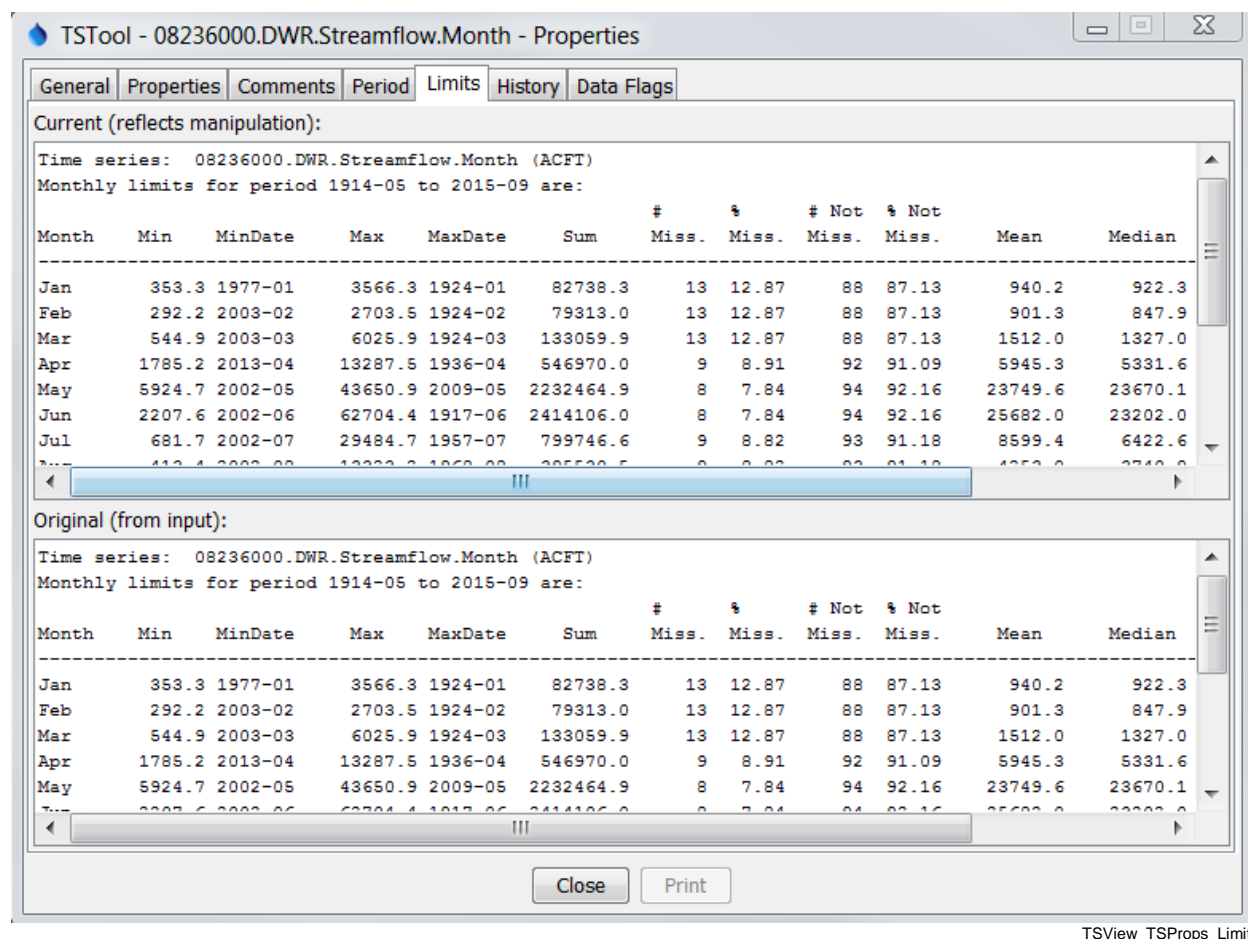 TSTool - 08236000.DWR.Streamflow.Month - Properties
General Properties Comments Period Limits History Data Flags
Current (reflects manipulation):
Time series: 08236000.DWR.Streamflow.Month (ACFT)
Monthly limits for period 1914-05 to 2015-09 are:
# % # Not % Not
Month Min MinDate Max MaxDate Sum Miss. Miss. Miss. Miss. Mean Median
--------------------------------------------------------------------------------
Jan 353.3 1977-01 3566.3 1924-01 82738.3 13 12.87 88 87.13 940.2 922.3
Feb 292.2 2003-02 2703.5 1924-02 79313.0 13 12.87 88 87.13 901.3 847.9
Mar 544.9 2003-03 6025.9 1924-03 133059.9 13 12.87 88 87.13 1512.0 1327.0
Apr 1785.2 2013-04 13287.5 1936-04 546970.0 9 8.91 92 91.09 5945.3 5331.6
May 5924.7 2002-05 43650.9 2009-05 2232464.9 8 7.84 94 92.16 23749.6 23670.1
Jun 2207.6 2002-06 62704.4 1917-06 2414106.0 8 7.84 94 92.16 25682.0 23202.0
Jul 681.7 2002-07 29484.7 1957-07 799746.6 9 8.82 93 91.18 8599.4 6422.6
Original (from input):
Time series: 08236000.DWR.Streamflow.Month (ACFT)
Monthly limits for period 1914-05 to 2015-09 are:
# % # Not % Not
Month Min MinDate Max MaxDate Sum Miss. Miss. Miss. Miss. Mean Median
--------------------------------------------------------------------------------
Jan 353.3 1977-01 3566.3 1924-01 82738.3 13 12.87 88 87.13 940.2 922.3
Feb 292.2 2003-02 2703.5 1924-02 79313.0 13 12.87 88 87.13 901.3 847.9
Mar 544.9 2003-03 6025.9 1924-03 133059.9 13 12.87 88 87.13 1512.0 1327.0
Apr 1785.2 2013-04 13287.5 1936-04 546970.0 9 8.91 92 91.09 5945.3 5331.6
May 5924.7 2002-05 43650.9 2009-05 2232464.9 8 7.84 94 92.16 23749.6 23670.1
Close Print
TSView_TSProps_Limi